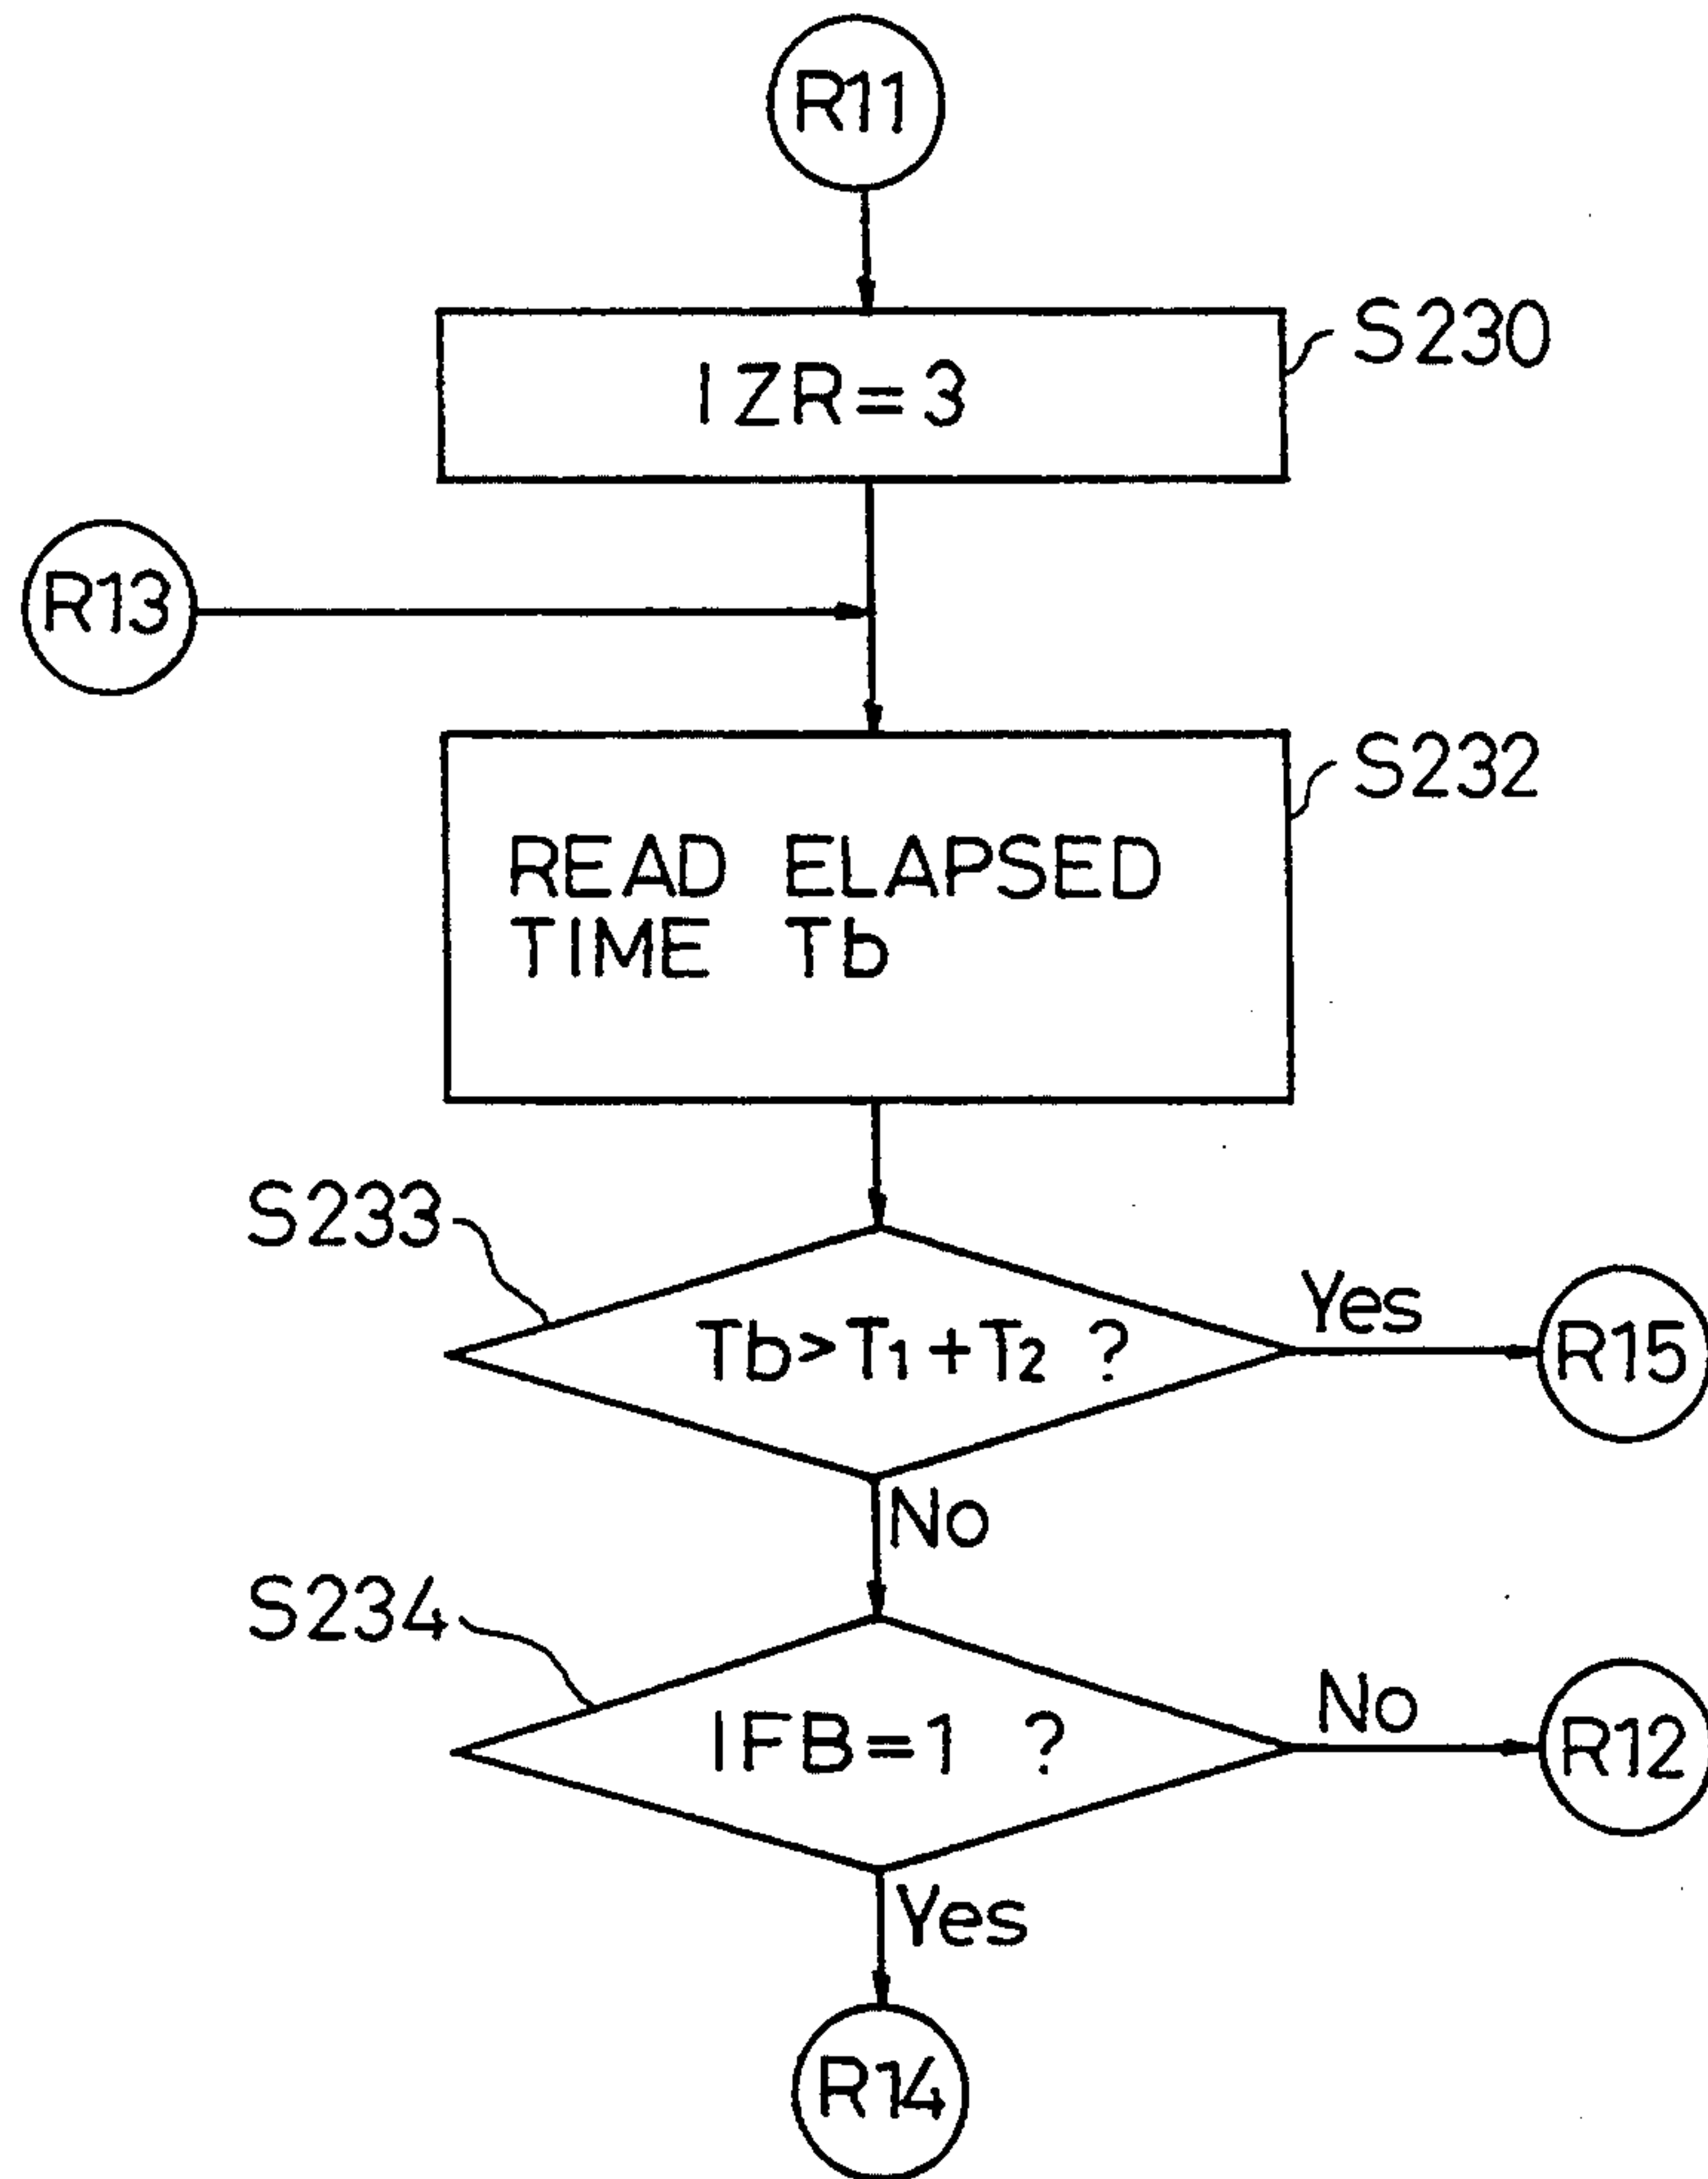 R11
S230
IZR=3
R13
S232
READ ELAPSED
TIME Tb
S233
Yes
Tb>T1+T2 ?
R15
No
S234
No
IFB=1 ?
R12
Yes
R14